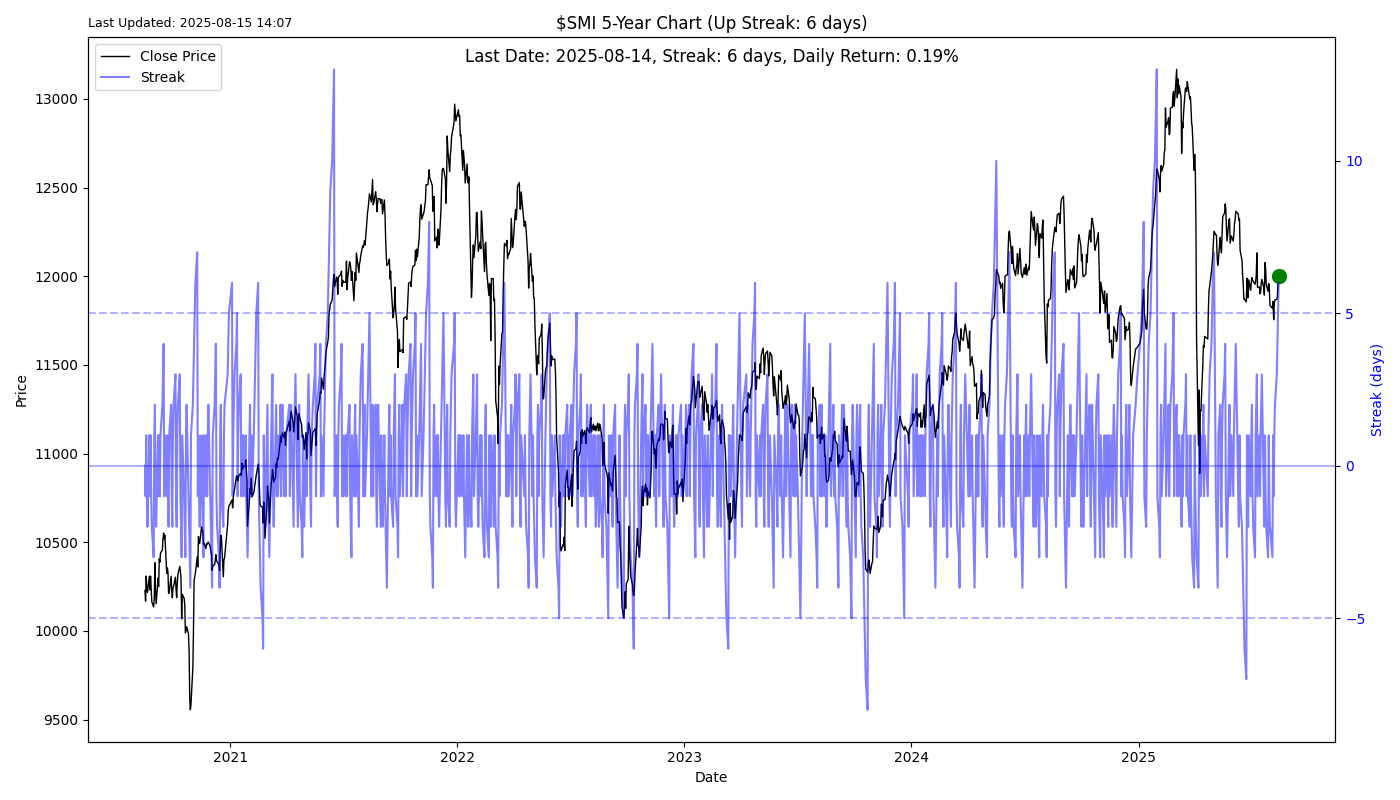 Last Updated: 2025-08-15 14:07
$SMI 5-Year Chart (Up Streak: 6 days)
Last Date: 2025-08-14, Streak: 6 days, Daily Return: 0.19%
Close Price
Streak
Price
13000
12500
12000
11500
11000
10500
10000
9500
10
5
0
−5
Streak (days)
2021
2022
2023
2024
2025
Date